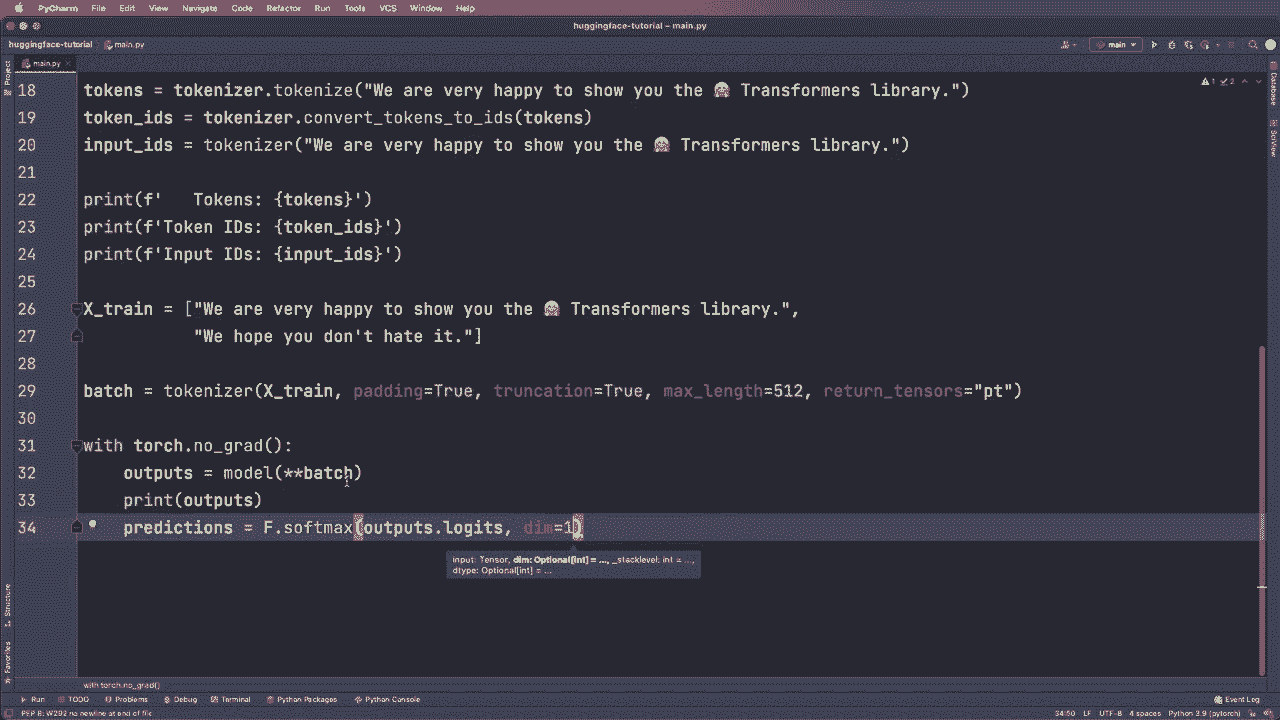 PyCharm File Edit View Navigate Code Refactor Run Tools VCS Window Help
huggingface-tutorial – main.py
huggingface-tutorial main.py main
main.py
Project
18 tokens = tokenizer.tokenize("We are very happy to show you the 🤗 Transformers library.")
1 2
19 token_ids = tokenizer.convert_tokens_to_ids(tokens)
20 input_ids = tokenizer("We are very happy to show you the 🤗 Transformers library.")
21
22 print(f'   Tokens: {tokens}')
23 print(f'Token IDs: {token_ids}')
24 print(f'Input IDs: {input_ids}')
25
26 X_train = ["We are very happy to show you the 🤗 Transformers library.",
27            "We hope you don't hate it."]
28
29 batch = tokenizer(X_train, padding=True, truncation=True, max_length=512, return_tensors="pt")
30
31 with torch.no_grad():
32     outputs = model(**batch)
33     print(outputs)
34     predictions = F.softmax(outputs.logits, dim=1)
input: Tensor, dim: Optional[int] = ..., _stacklevel: int = ...,
dtype: Optional[int] = ...
Database
SciView
Structure
Favorites
with torch.no_grad()
Run TODO Problems Debug Terminal Python Packages Python Console Event Log
PEP 8: W292 no newline at end of file 34:50 LF UTF-8 4 spaces Python 3.9 (pytorch)